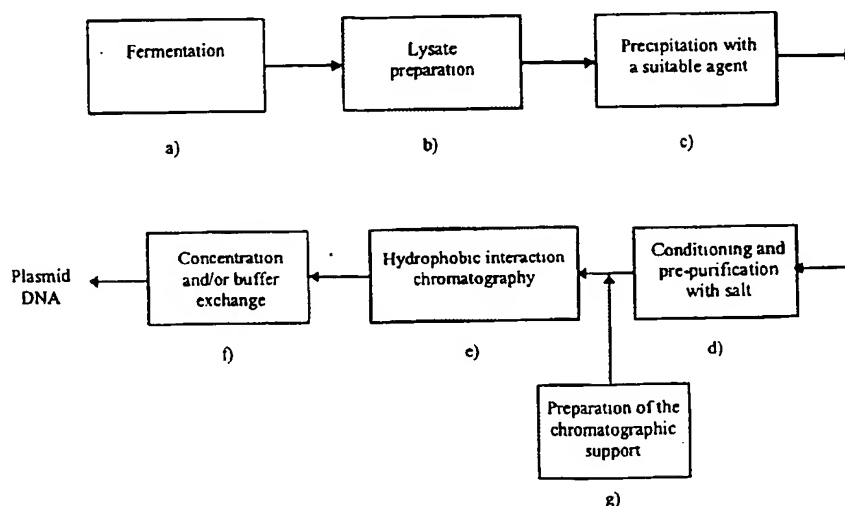 Fermentation
a)
Lysate
preparation
b)
Precipitation with
a suitable agent
c)
Conditioning and
pre-purification
with salt
d)
Preparation of the
chromatographic
support
g)
Hydrophobic interaction
chromatography
e)
Concentration
and/or buffer
exchange
f)
Plasmid
DNA